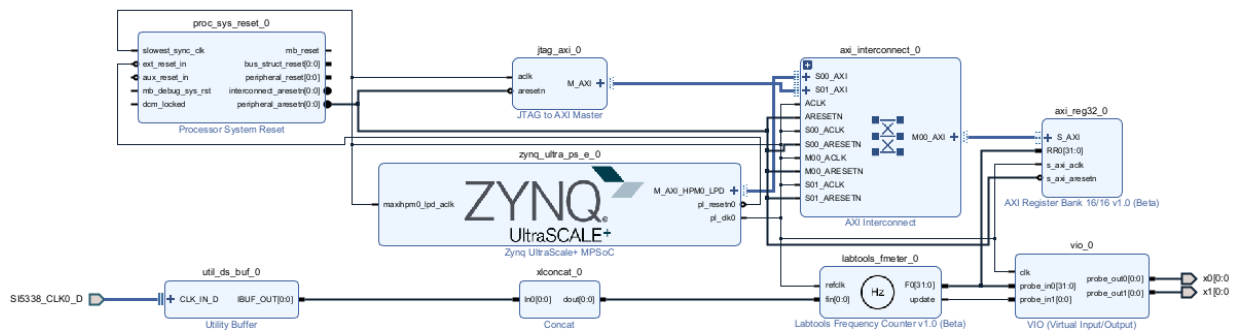 proc_sys_reset_0
slowest_sync_clk
mb_reset
ext_reset_in
bus_struct_reset[0:0]
aux_reset_in
peripheral_reset[0:0]
mb_debug_sys_rst
interconnect_aresetn[0:0]
dcm_locked
peripheral_aresetn[0:0]
Processor System Reset
jtag_axi_0
aclk
M_AXI
aresetn
JTAG to AXI Master
axi_interconnect_0
S00_AXI
S01_AXI
ACLK
ARESETN
S00_ACLK
M00_AXI
S00_ARESETN
M00_ACLK
M00_ARESETN
S01_ACLK
S01_ARESETN
AXI Interconnect
axi_reg32_0
S_AXI
RR0[31:0]
s_axi_aclk
s_axi_aresetn
AXI Register Bank 16/16 v1.0 (Beta)
zynq_ultra_ps_e_0
maxihpm0_lpd_aclk
ZYNQ
UltraSCALE+
M_AXI_HPM0_LPD
pl_resetn0
pl_clk0
Zynq UltraScale+ MPSoC
util_ds_buf_0
SI5338_CLK0_D
CLK_IN_D
IBUF_OUT[0:0]
Utility Buffer
xlconcat_0
In0[0:0]
dout[0:0]
Concat
labtools_fmeter_0
refclk
F0[31:0]
fin[0:0]
Hz
update
Labtools Frequency Counter v1.0 (Beta)
vio_0
clk
probe_in0[31:0]
probe_in1[0:0]
probe_out0[0:0]
probe_out1[0:0]
VIO (Virtual Input/Output)
x0[0:0]
x1[0:0]